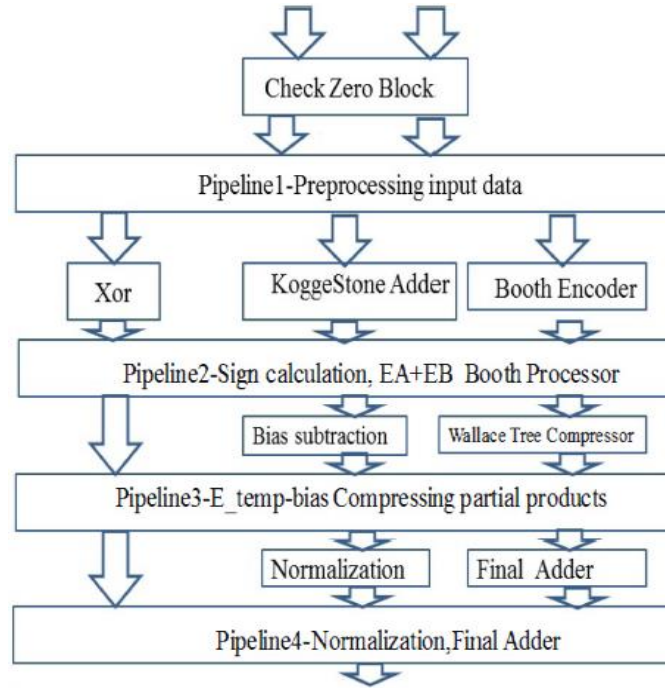 Check Zero Block
Pipeline1-Preprocessing input data
Xor
KoggeStone Adder
Booth Encoder
Pipeline2-Sign calculation, EA+EB Booth Processor
Bias subtraction
Wallace Tree Compressor
Pipeline3-E_temp-bias Compressing partial products
Normalization
Final Adder
Pipeline4-Normalization,Final Adder